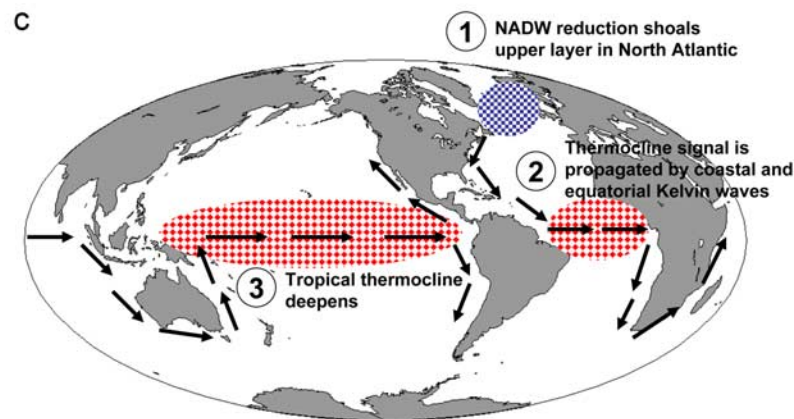 C
1 NADW reduction shoals
upper layer in North Atlantic
2 Thermocline signal is
propagated by coastal and
equatorial Kelvin waves
3 Tropical thermocline
deepens